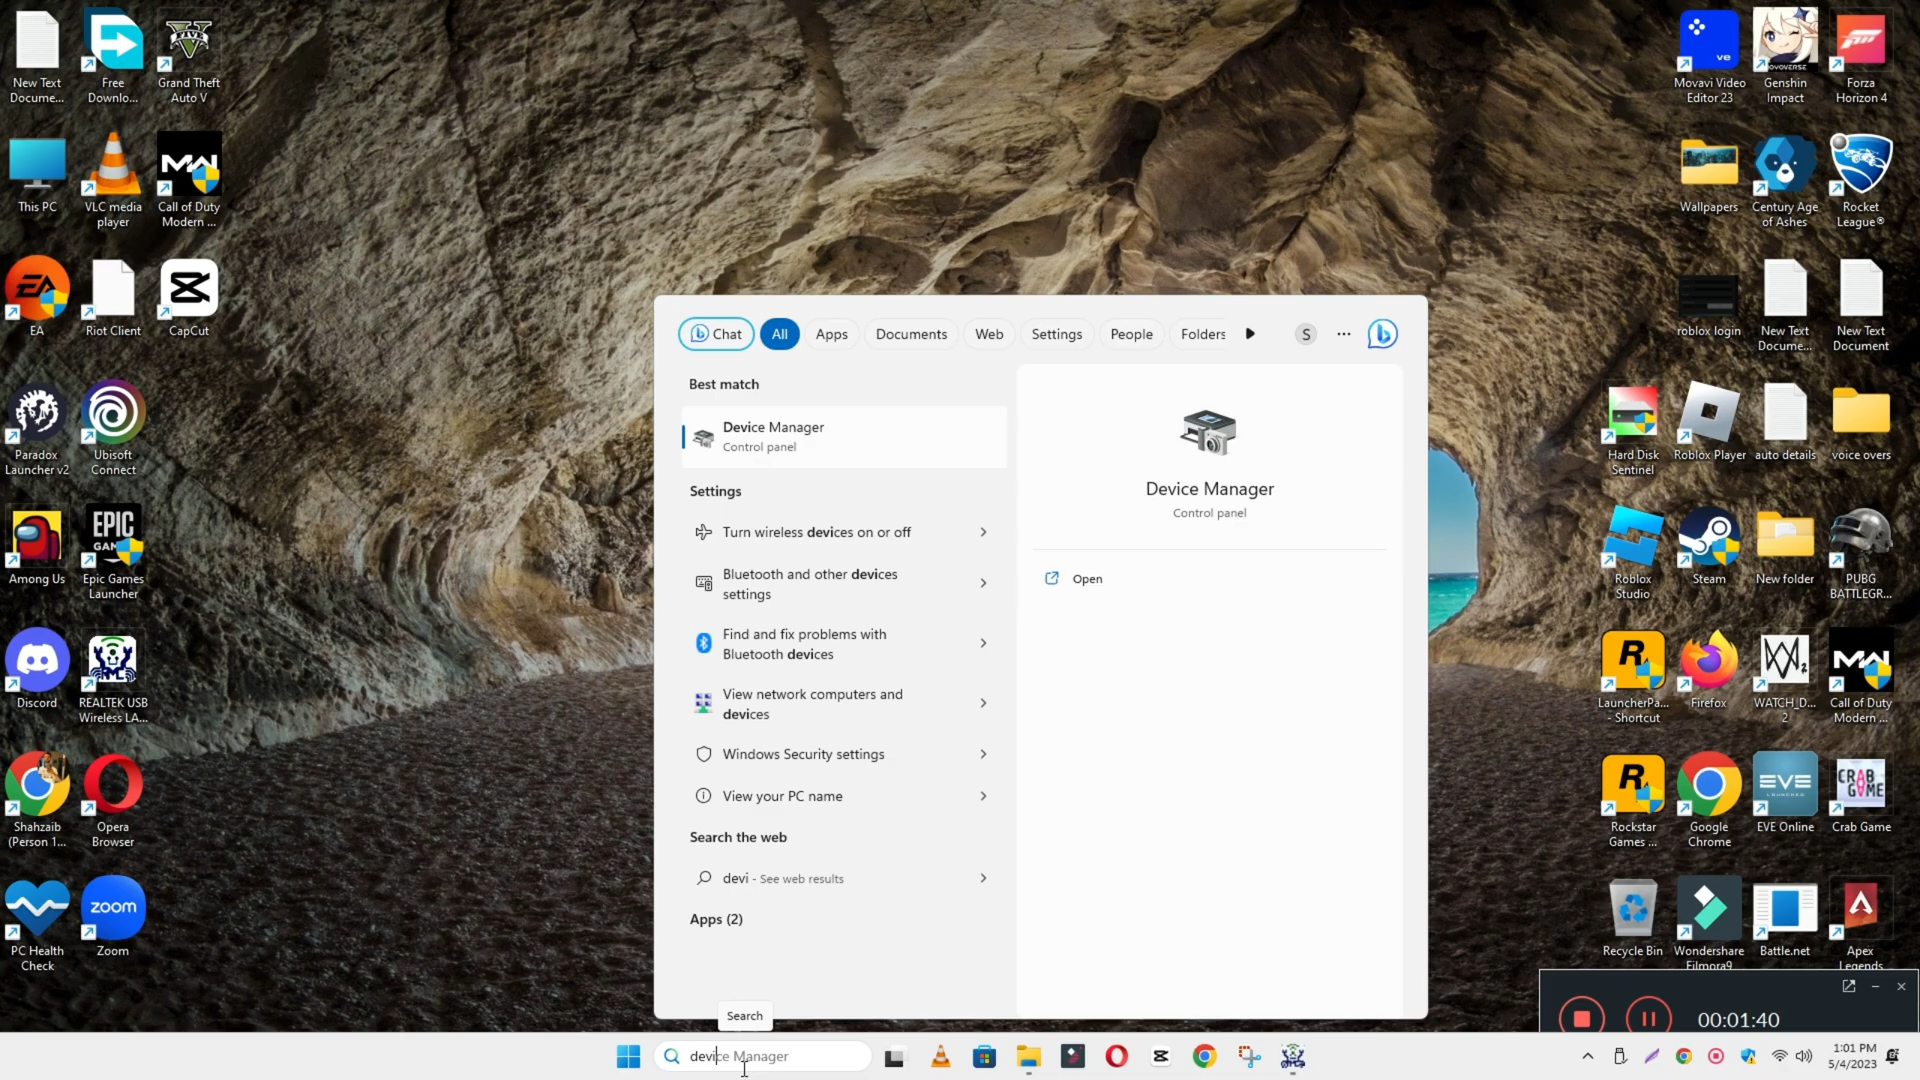 New Text
Docume...
Free
Downlo...
Grand Theft
Auto V
This PC
VLC media
player
Call of Duty
Modern ...
EA
Riot Client
CapCut
Paradox
Launcher v2
Ubisoft
Connect
Among Us
Epic Games
Launcher
Discord
REALTEK USB
Wireless LA...
Shahzaib
(Person 1...
Opera
Browser
PC Health
Check
Zoom
Chat
All
Apps
Documents
Web
Settings
People
Folders
S
Best match
Device Manager
Control panel
Settings
Turn wireless devices on or off
Bluetooth and other devices
settings
Find and fix problems with
Bluetooth devices
View network computers and
devices
Windows Security settings
View your PC name
Search the web
devi - See web results
Apps (2)
Device Manager
Control panel
Open
Search
device Manager
Movavi Video
Editor 23
Genshin
Impact
Forza
Horizon 4
Wallpapers
Century Age
of Ashes
Rocket
League®
roblox login
New Text
Docume...
New Text
Document
Hard Disk
Sentinel
Roblox Player
auto details
voice overs
Roblox
Studio
Steam
New folder
PUBG
BATTLEGR...
LauncherPa...
- Shortcut
Firefox
WATCH_D...
2
Call of Duty
Modern ...
Rockstar
Games ...
Google
Chrome
EVE Online
Crab Game
Recycle Bin
Wondershare
Filmora9
Battle.net
Apex
Legends
00:01:40
1:01 PM
5/4/2023